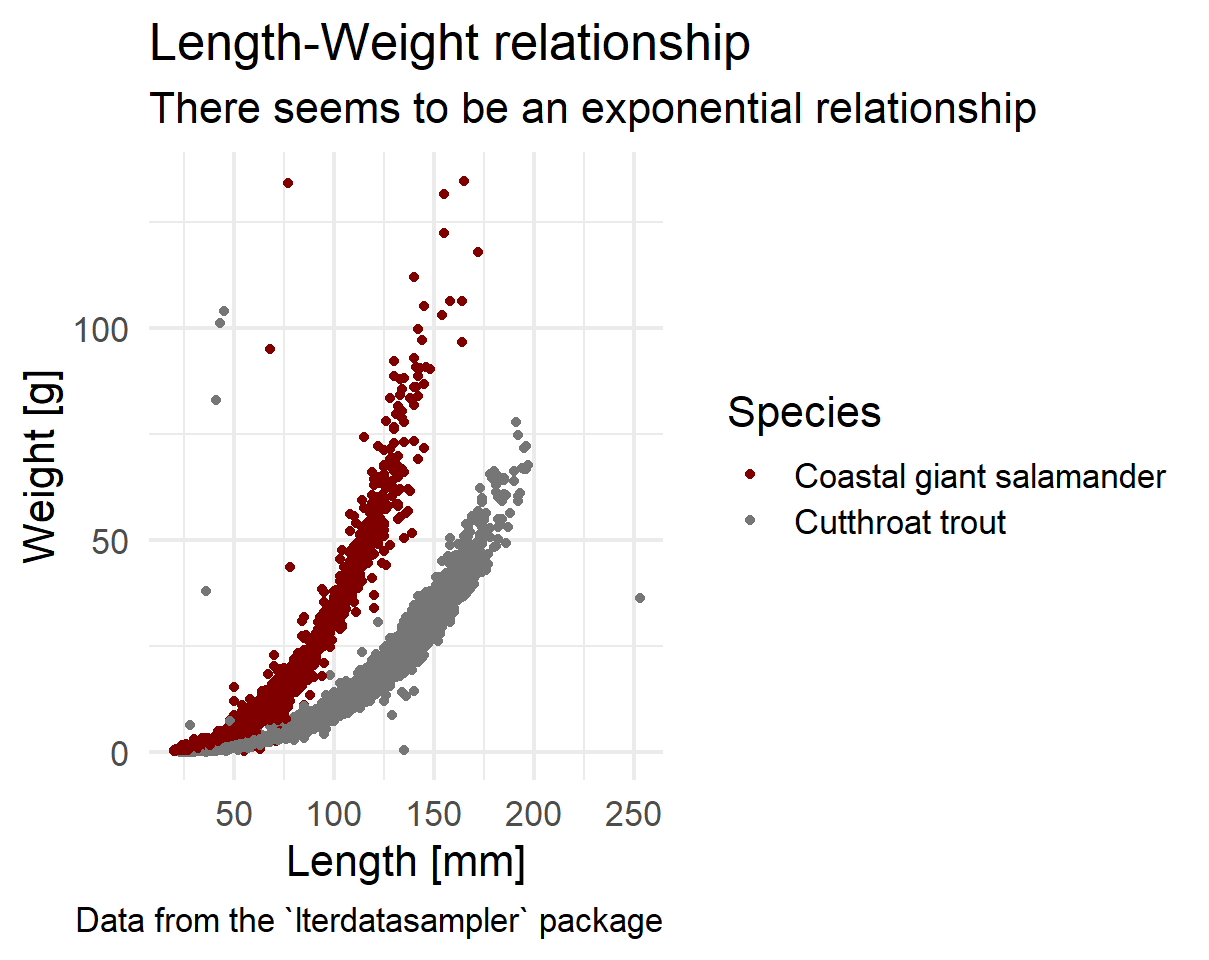 Length-Weight relationship
There seems to be an exponential relationship
Weight [g]
100
50
0
50
100
150
200
250
Length [mm]
Species
Coastal giant salamander
Cutthroat trout
Data from the `lterdatasampler` package